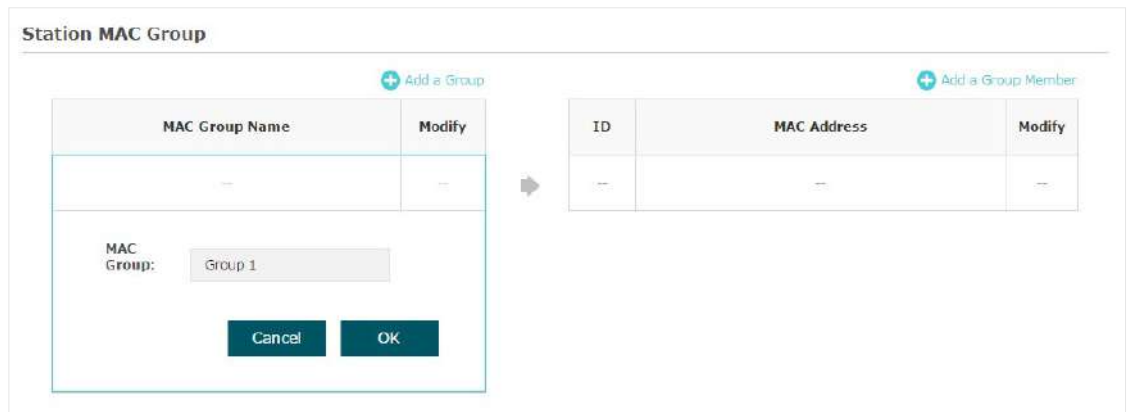 Station MAC Group
Add a Group
Add a Group Member
MAC Group Name Modify
ID MAC Address Modify
-- --
-- -- --
MAC
Group:
Group 1
Cancel OK